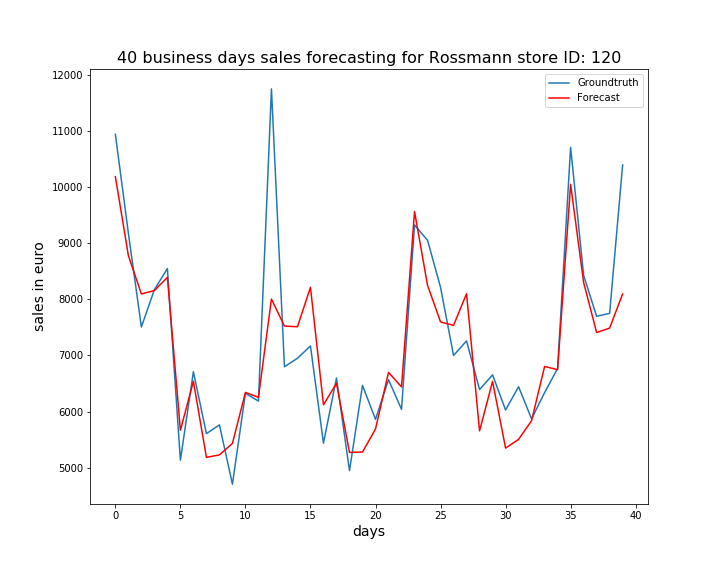 40 business days sales forecasting for Rossmann store ID: 120
Groundtruth
Forecast
12000
11000
10000
9000
8000
7000
6000
5000
sales in euro
0 5 10 15 20 25 30 35 40
days